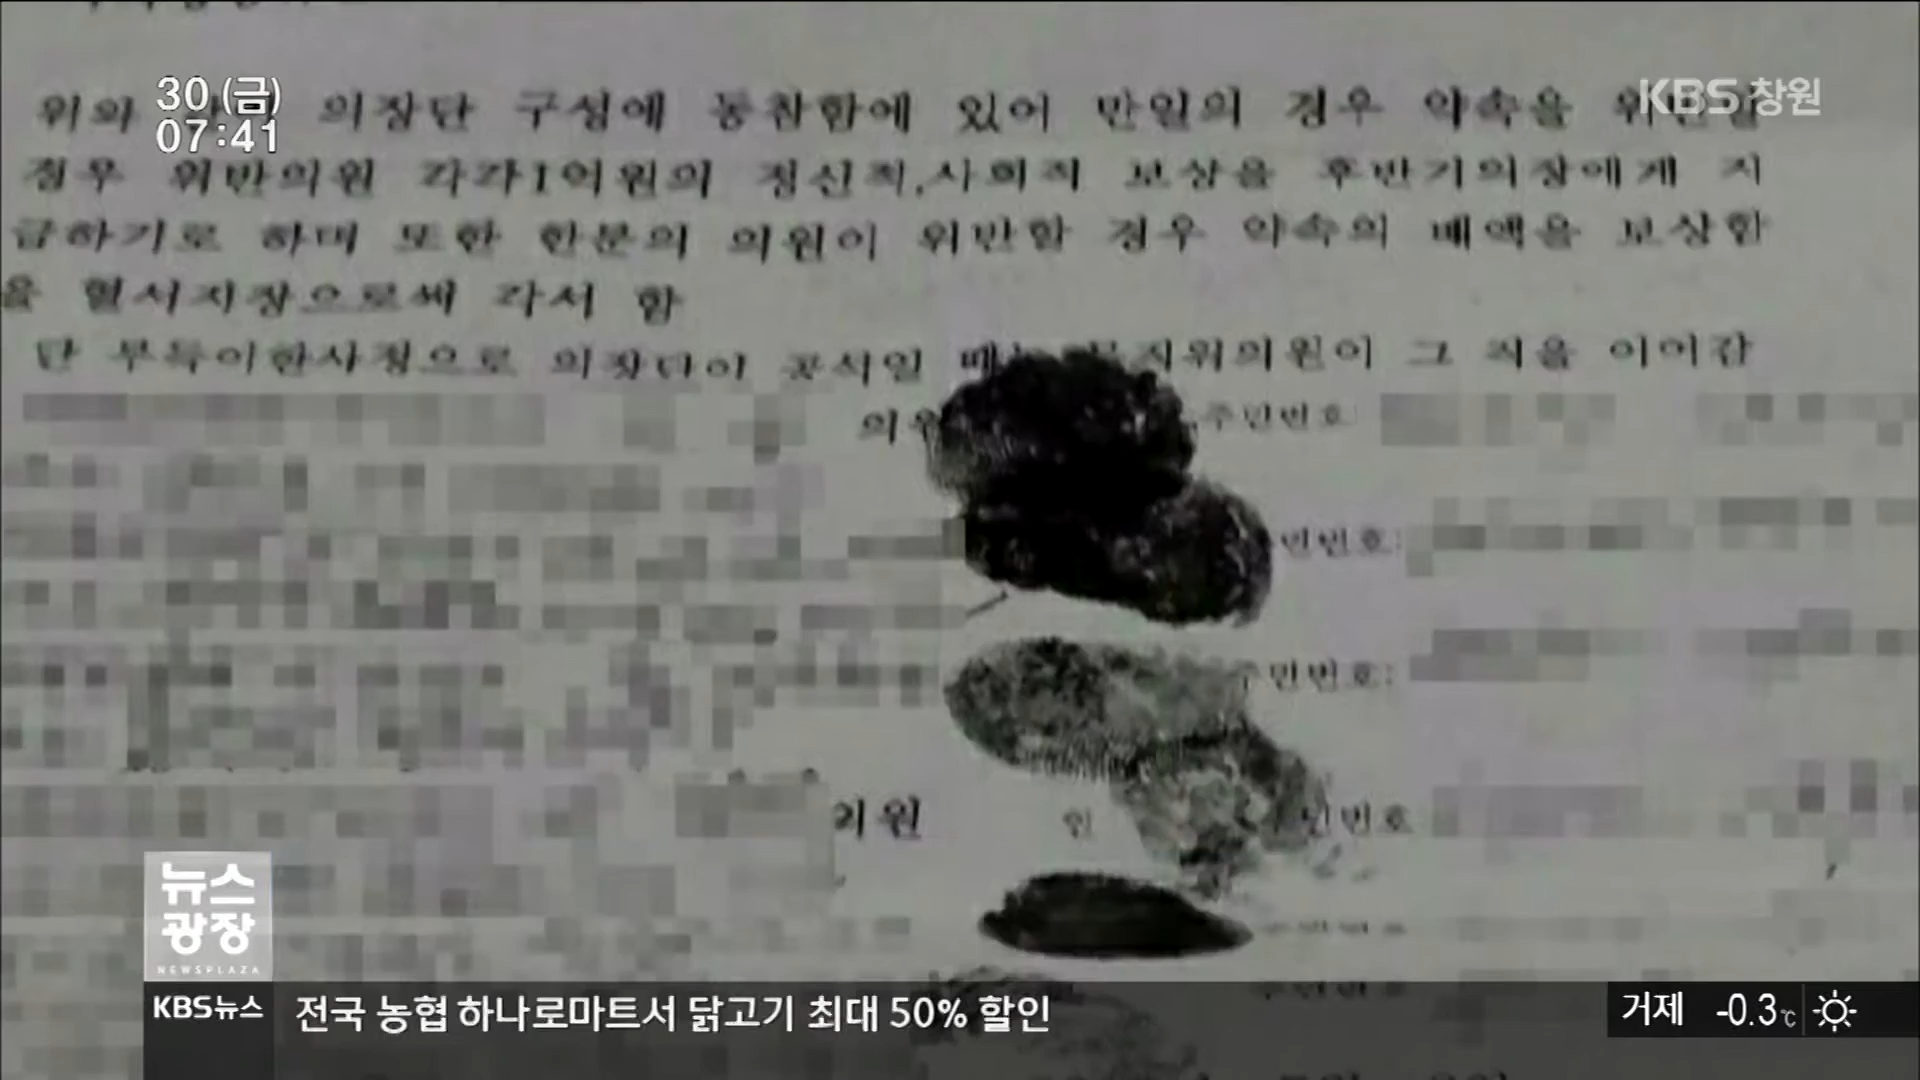 30 (금)
07:41
KBS 창원
위와 의장단 구성에 동참함에 있어 만일의 경우 약속을 위반할
경우 위반의원 각각1억원의 정신적,사회적 보상을 후반기의장에게 지
급하기로 하며 또한 한분의 의원이 위반할 경우 약속의 배액을 보상함
을 혈서지장으로써 각서 함
단 부득이한사정으로 의장단이 공석일 때는 지위의원이 그 직을 이어간
주민번호:
민번호:
주민번호:
의원 인 민번호
주민번호
뉴스
광장
NEWSPLAZA
KBS뉴스 전국 농협 하나로마트서 닭고기 최대 50% 할인
거제 -0.3℃